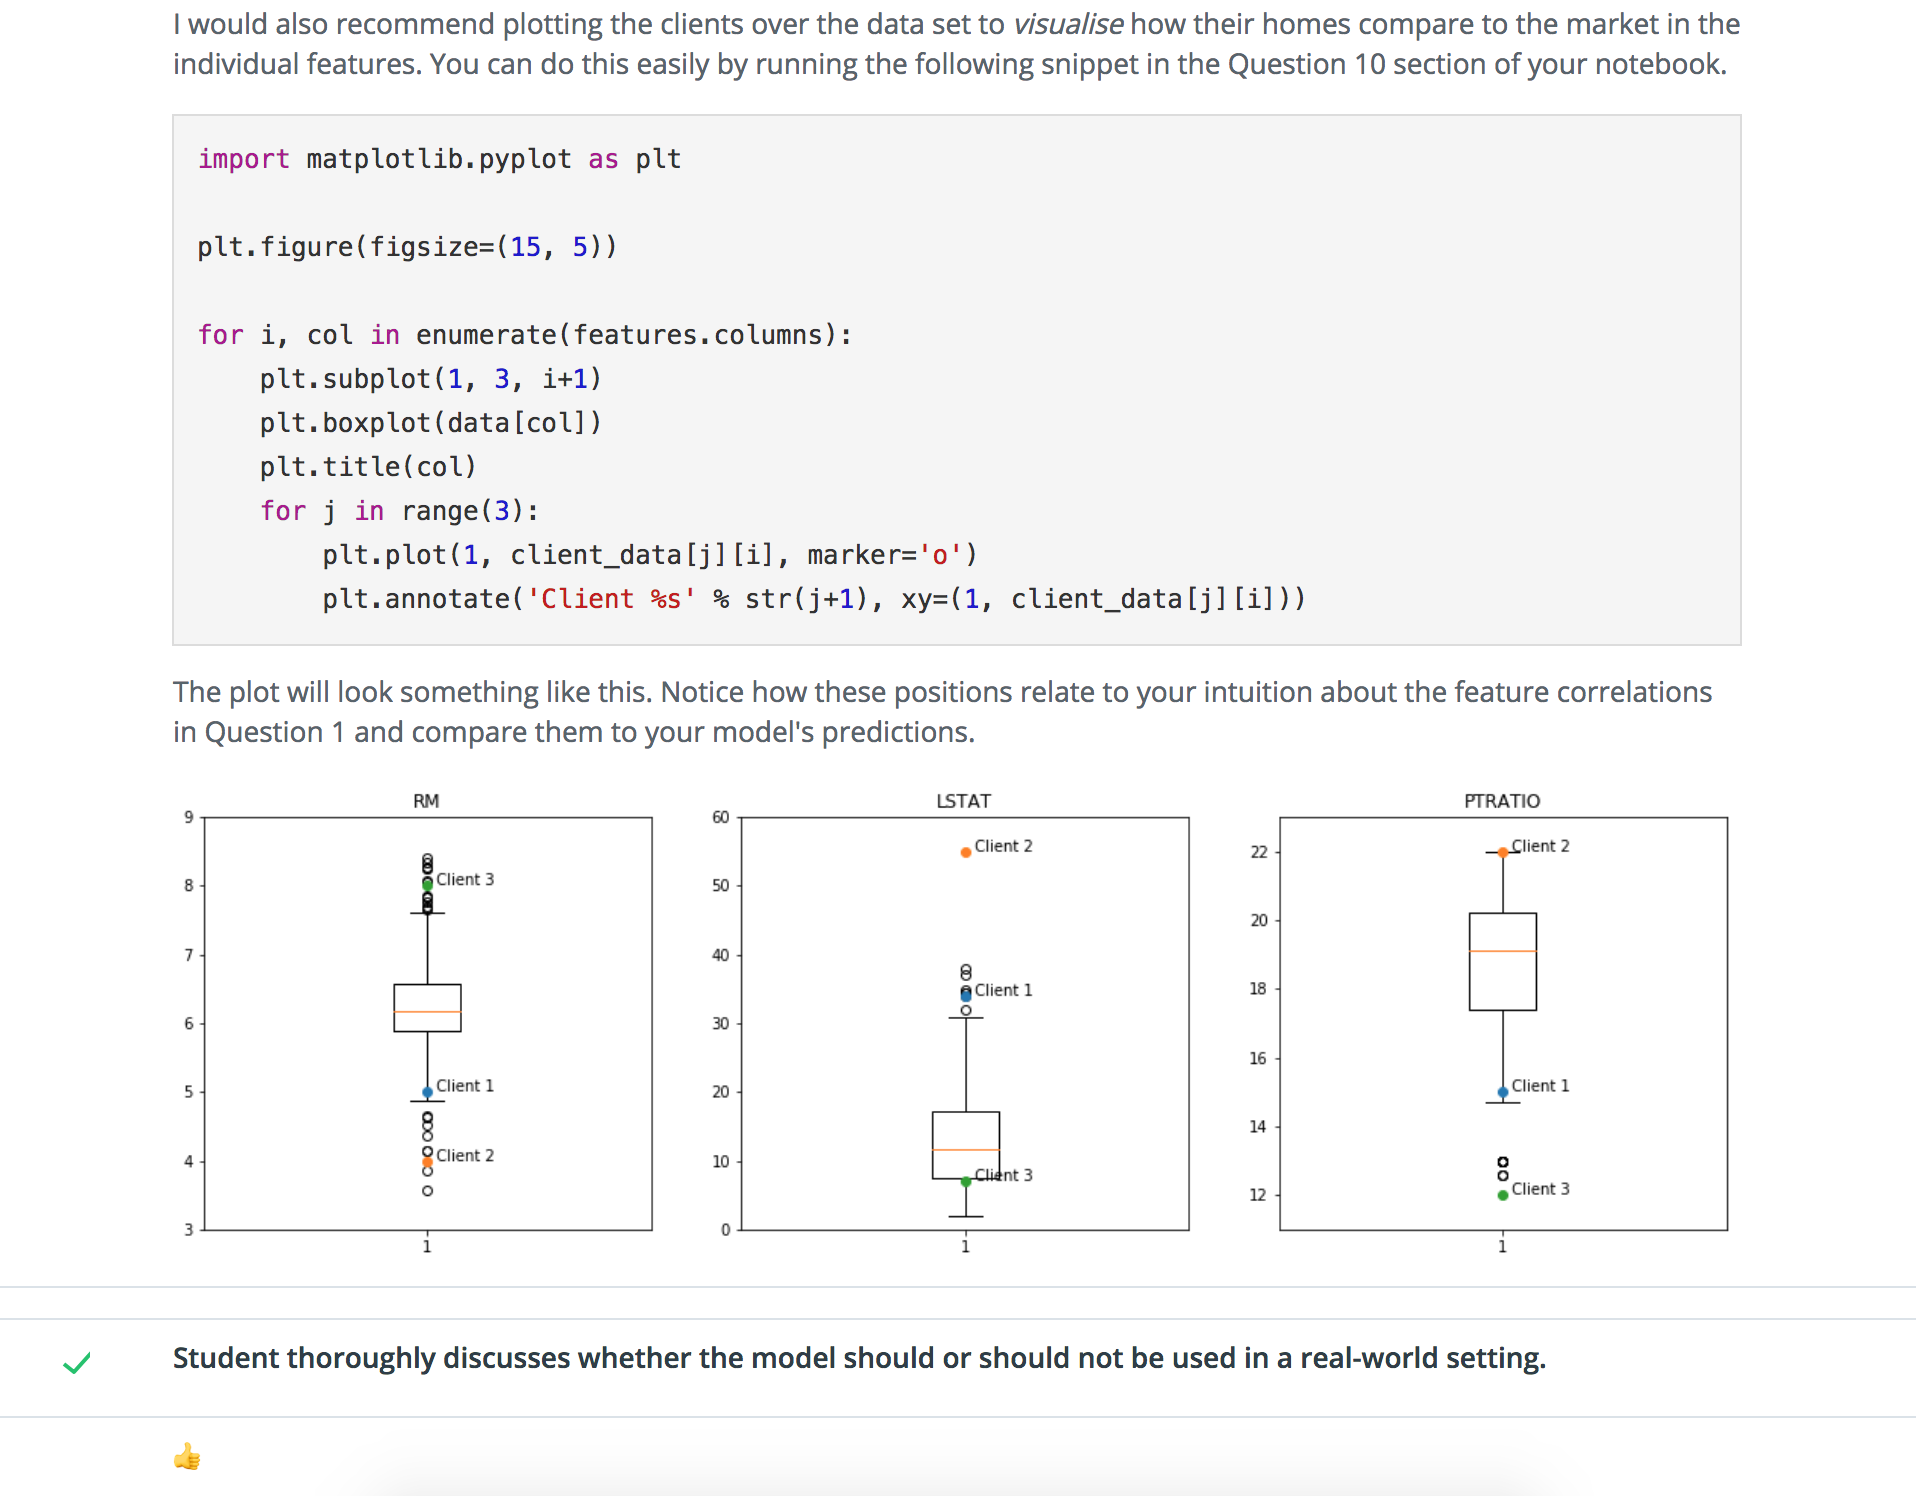 I would also recommend plotting the clients over the data set to visualise how their homes compare to the market in the
individual features. You can do this easily by running the following snippet in the Question 10 section of your notebook.
import matplotlib.pyplot as plt
plt.figure(figsize=(15, 5))
for i, col in enumerate(features.columns):
    plt.subplot(1, 3, i+1)
    plt.boxplot(data[col])
    plt.title(col)
    for j in range(3):
        plt.plot(1, client_data[j][i], marker='o')
        plt.annotate('Client %s' % str(j+1), xy=(1, client_data[j][i]))
The plot will look something like this. Notice how these positions relate to your intuition about the feature correlations
in Question 1 and compare them to your model's predictions.
RM
9
8
7
6
5
4
3
Client 3
Client 1
Client 2
1
LSTAT
60
50
40
30
20
10
0
Client 2
Client 1
Client 3
1
PTRATIO
22
20
18
16
14
12
Client 2
Client 1
Client 3
1
Student thoroughly discusses whether the model should or should not be used in a real-world setting.